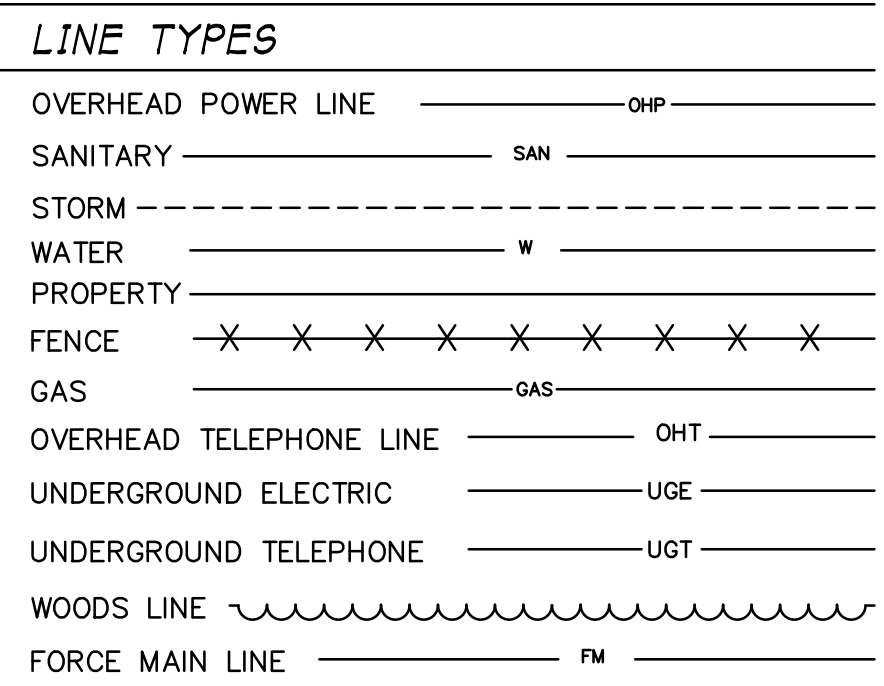 LINE TYPES
OVERHEAD POWER LINE OHP
SANITARY SAN
STORM
WATER W
PROPERTY
FENCE X X X X X X X X X
GAS GAS
OVERHEAD TELEPHONE LINE OHT
UNDERGROUND ELECTRIC UGE
UNDERGROUND TELEPHONE UGT
WOODS LINE
FORCE MAIN LINE FM